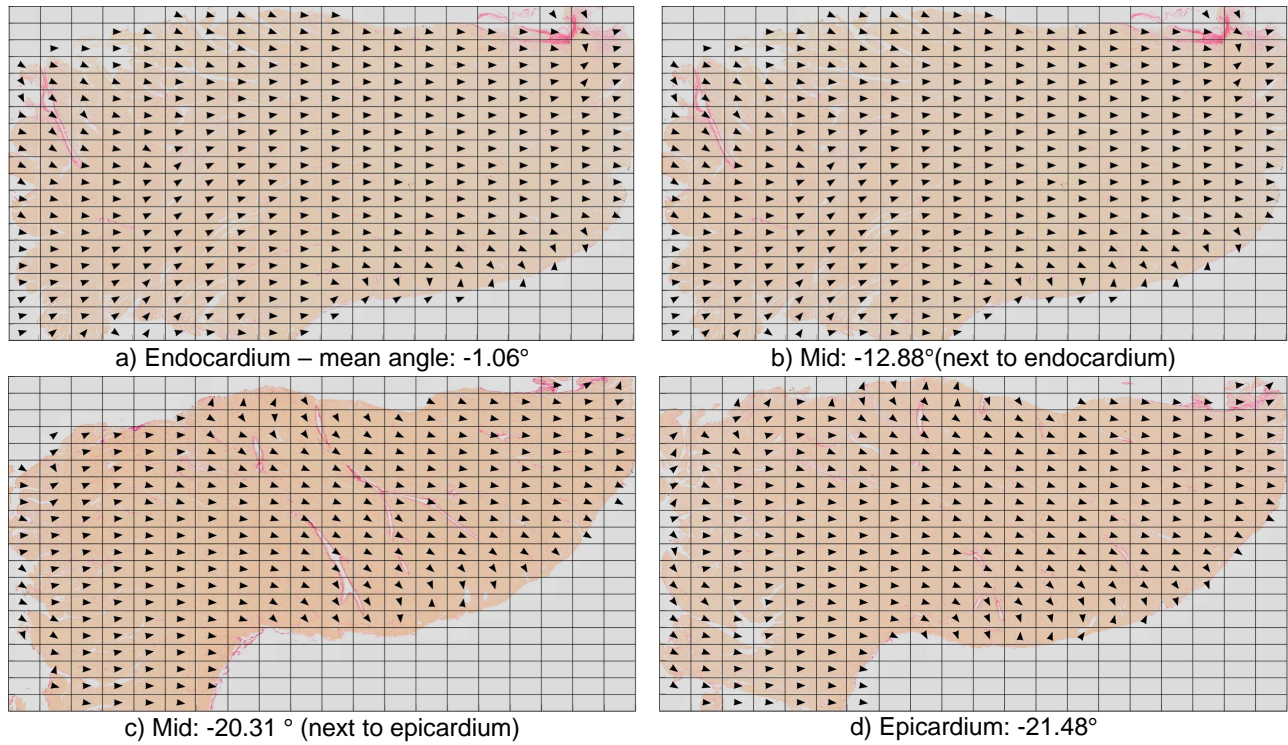 a) Endocardium – mean angle: -1.06°
b) Mid: -12.88°(next to endocardium)
c) Mid: -20.31 ° (next to epicardium)
d) Epicardium: -21.48°